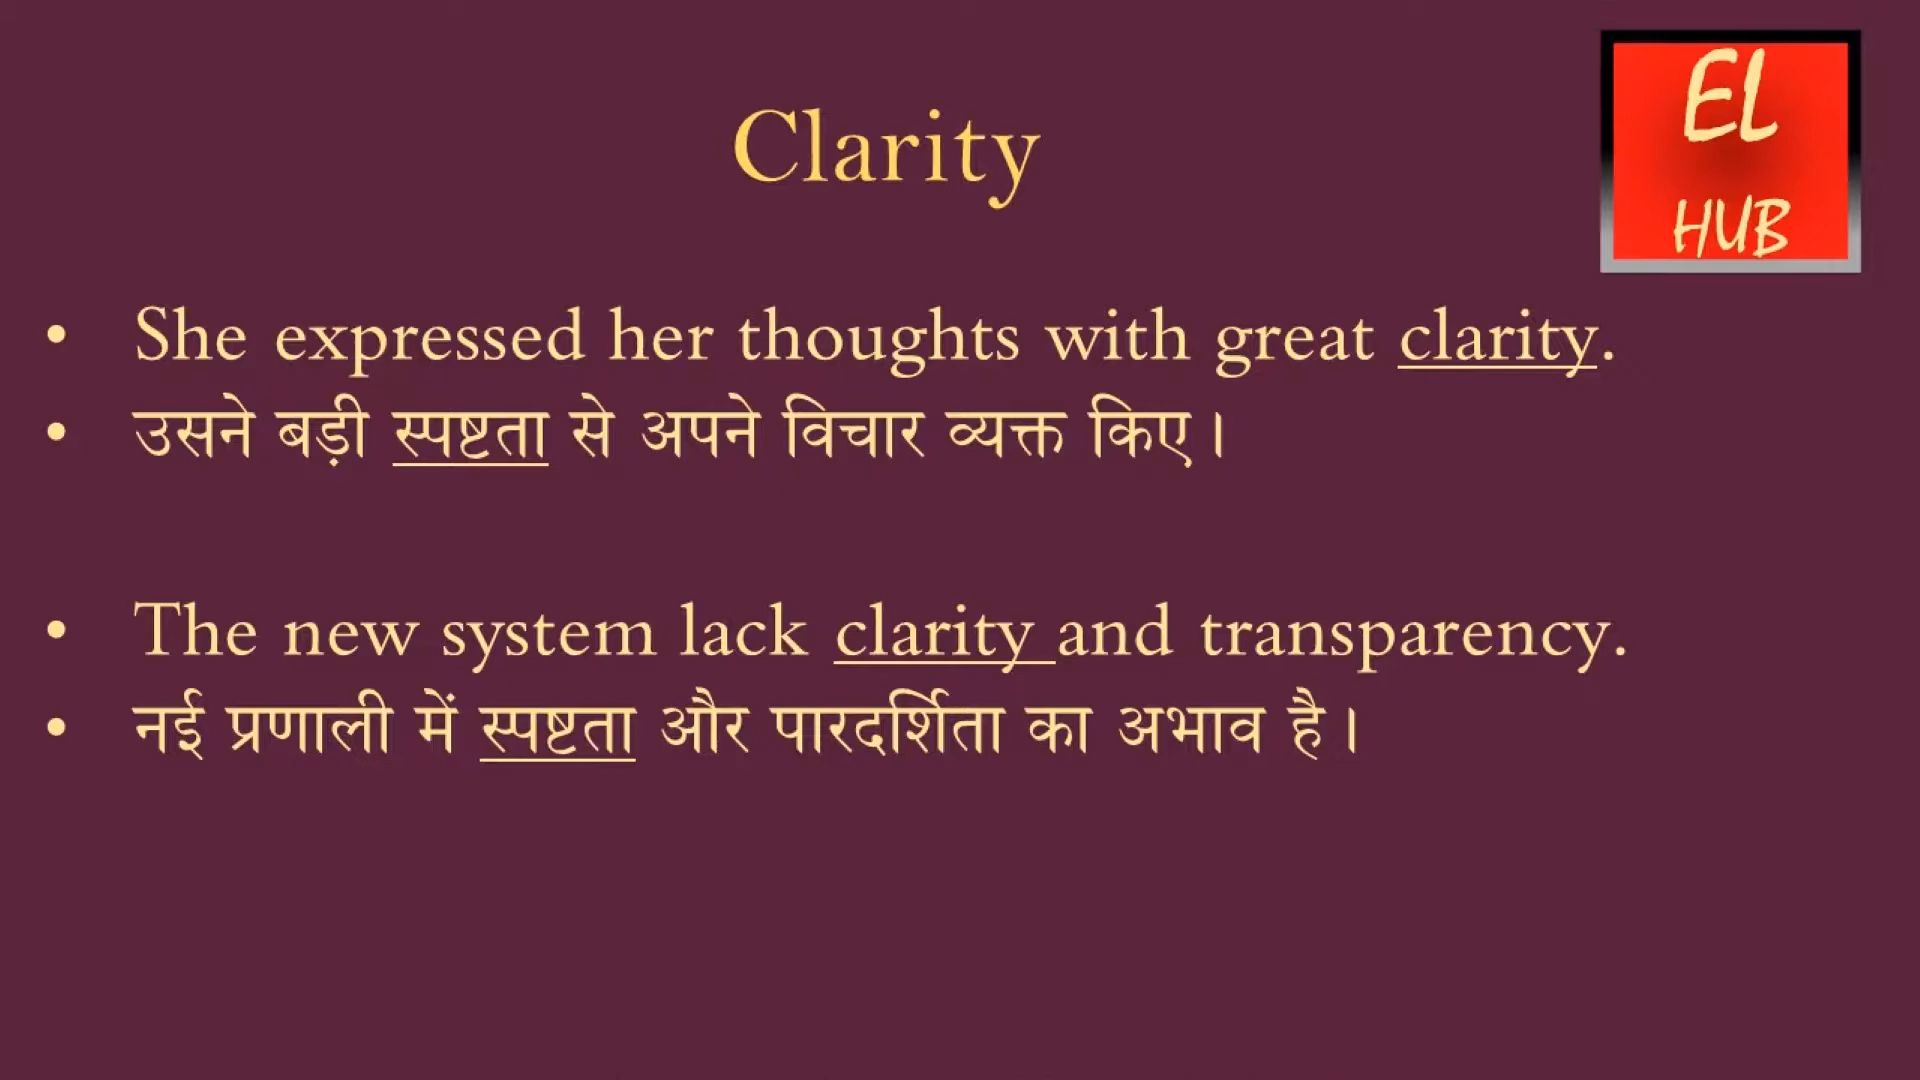 EL
HUB
Clarity
• She expressed her thoughts with great clarity.
• उसने बड़ी स्पष्टता से अपने विचार व्यक्त किए।
• The new system lack clarity and transparency.
• नई प्रणाली में स्पष्टता और पारदर्शिता का अभाव है।